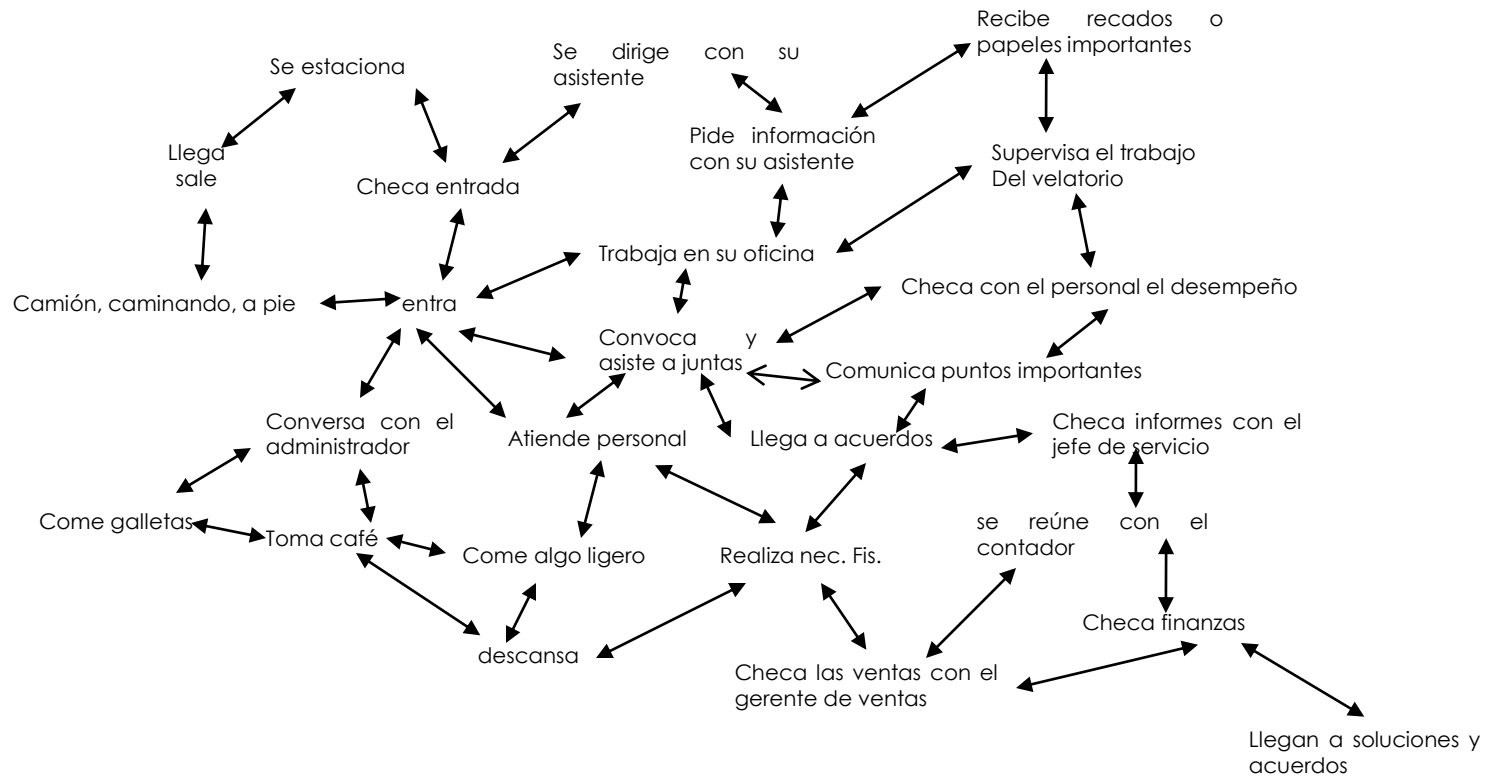 Recibe recados o
papeles importantes
Se dirige con su
asistente
Se estaciona
Pide información
con su asistente
Llega
sale
Supervisa el trabajo
Del velatorio
Checa entrada
Trabaja en su oficina
Camión, caminando, a pie
entra
Checa con el personal el desempeño
Convoca y
asiste a juntas
Comunica puntos importantes
Conversa con el
administrador
Atiende personal
Llega a acuerdos
Checa informes con el
jefe de servicio
Come galletas
Toma café
Come algo ligero
Realiza nec. Fis.
se reúne con el
contador
descansa
Checa finanzas
Checa las ventas con el
gerente de ventas
Llegan a soluciones y
acuerdos